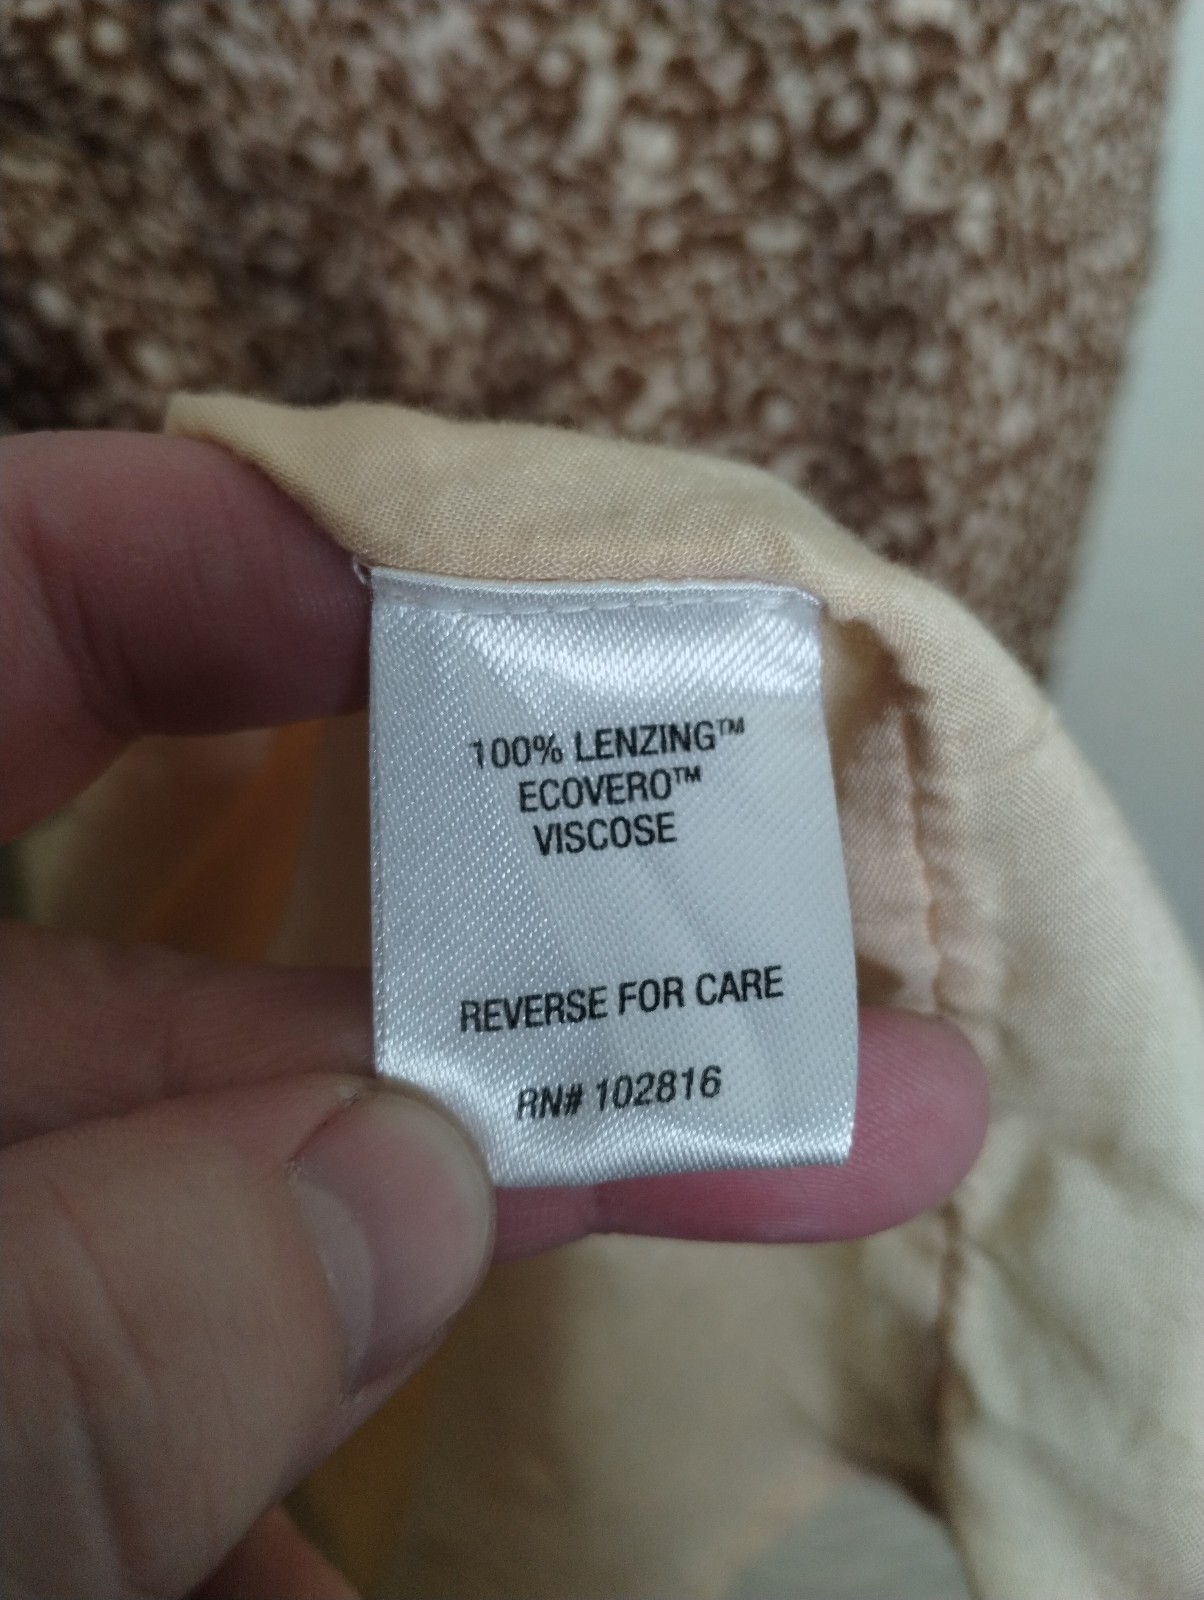 100% LENZING™
ECOVERO™
VISCOSE
REVERSE FOR CARE
RN# 102816